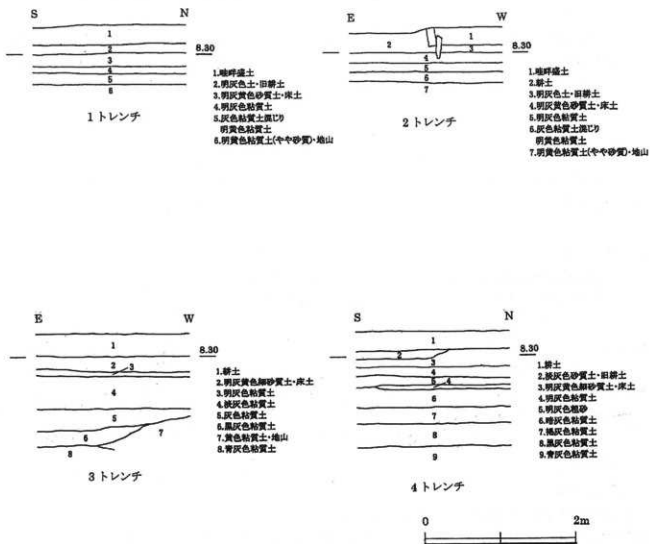 S N
1
2
3
4
5
6
8.30
1.畦畔盛土
2.明灰色土・旧耕土
3.明灰黄色砂質土・床土
4.明灰色粘質土
5.灰色粘質土混じり
明黄色粘質土
6.明黄色粘質土(やや砂質)・地山
1トレンチ
E W
1
2
3
4
5
6
7
8.30
1.畦畔盛土
2.耕土
3.明灰色土・旧耕土
4.明灰黄色砂質土・床土
5.明灰色粘質土
6.灰色粘質土混じり
明黄色粘質土
7.明黄色粘質土(やや砂質)・地山
2トレンチ
E W
1
2 3
4
5
6
7
8
8.30
1.耕土
2.明灰黄色細砂質土・床土
3.明灰色粘質土
4.淡灰色粘質土
5.灰色粘質土
6.黒灰色粘質土
7.黄色粘質土・地山
8.青灰色粘質土
3トレンチ
S N
1
2
3
4
5 4
6
7
8
9
8.30
1.耕土
2.淡灰色砂質土・旧耕土
3.明灰黄色細砂質土・床土
4.明灰色粘質土
5.明灰色粗砂
6.暗灰色粘質土
7.褐灰色粘質土
8.黒灰色粘質土
9.青灰色粘質土
4トレンチ
0 2m